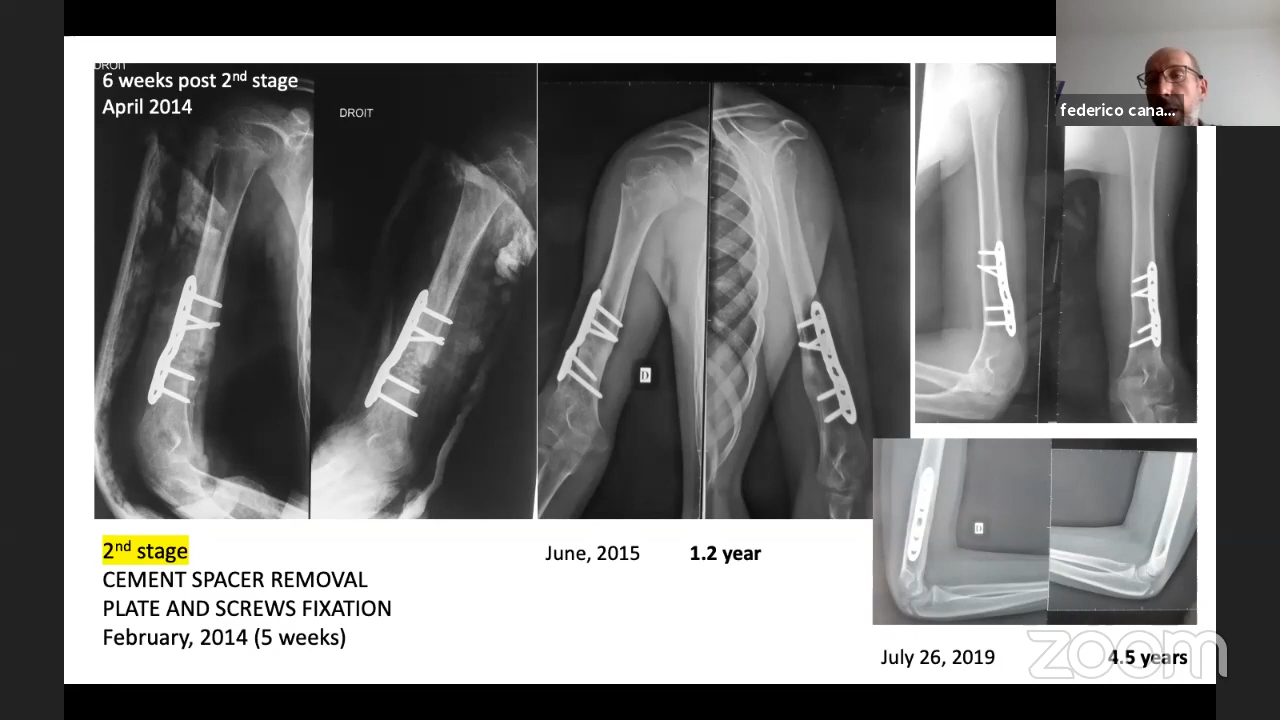 DROIT
6 weeks post 2nd stage
April 2014
DROIT
D
federico cana...
D
2nd stage
CEMENT SPACER REMOVAL
PLATE AND SCREWS FIXATION
February, 2014 (5 weeks)
June, 2015 1.2 year
July 26, 2019 4.5 years
zoom